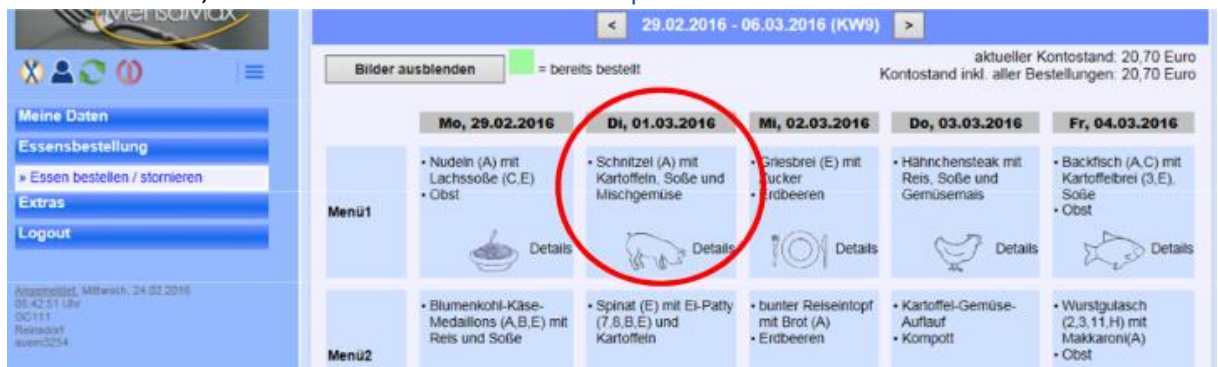 MensaMax
< 29.02.2016 - 06.03.2016 (KW9) >
Bilder ausblenden = bereits bestellt
aktueller Kontostand: 20,70 Euro
Kontostand inkl. aller Bestellungen: 20,70 Euro
Meine Daten
Essensbestellung
» Essen bestellen / stornieren
Extras
Logout
Angemeldet, Mittwoch, 24.02.2016
08:42:51 Uhr
Reinsdorf
Mo, 29.02.2016
Di, 01.03.2016
Mi, 02.03.2016
Do, 03.03.2016
Fr, 04.03.2016
Menü1
• Nudeln (A) mit
Lachssoße (C,E)
• Obst
Details
• Schnitzel (A) mit
Kartoffeln, Soße und
Mischgemüse
Details
• Griesbrei (E) mit
Zucker
• Erdbeeren
Details
• Hähnchensteak mit
Reis, Soße und
Gemüsemais
Details
• Backfisch (A,C) mit
Kartoffelbrei (3,E),
Soße
• Obst
Details
Menü2
• Blumenkohl-Käse-
Medaillons (A,B,E) mit
Reis und Soße
• Spinat (E) mit Ei-Patty
(7,8,B,E) und
Kartoffeln
• bunter Reiseintopf
mit Brot (A)
• Erdbeeren
• Kartoffel-Gemüse-
Auflauf
• Kompott
• Wurstgulasch
(2,3,11,H) mit
Makkaroni(A)
• Obst